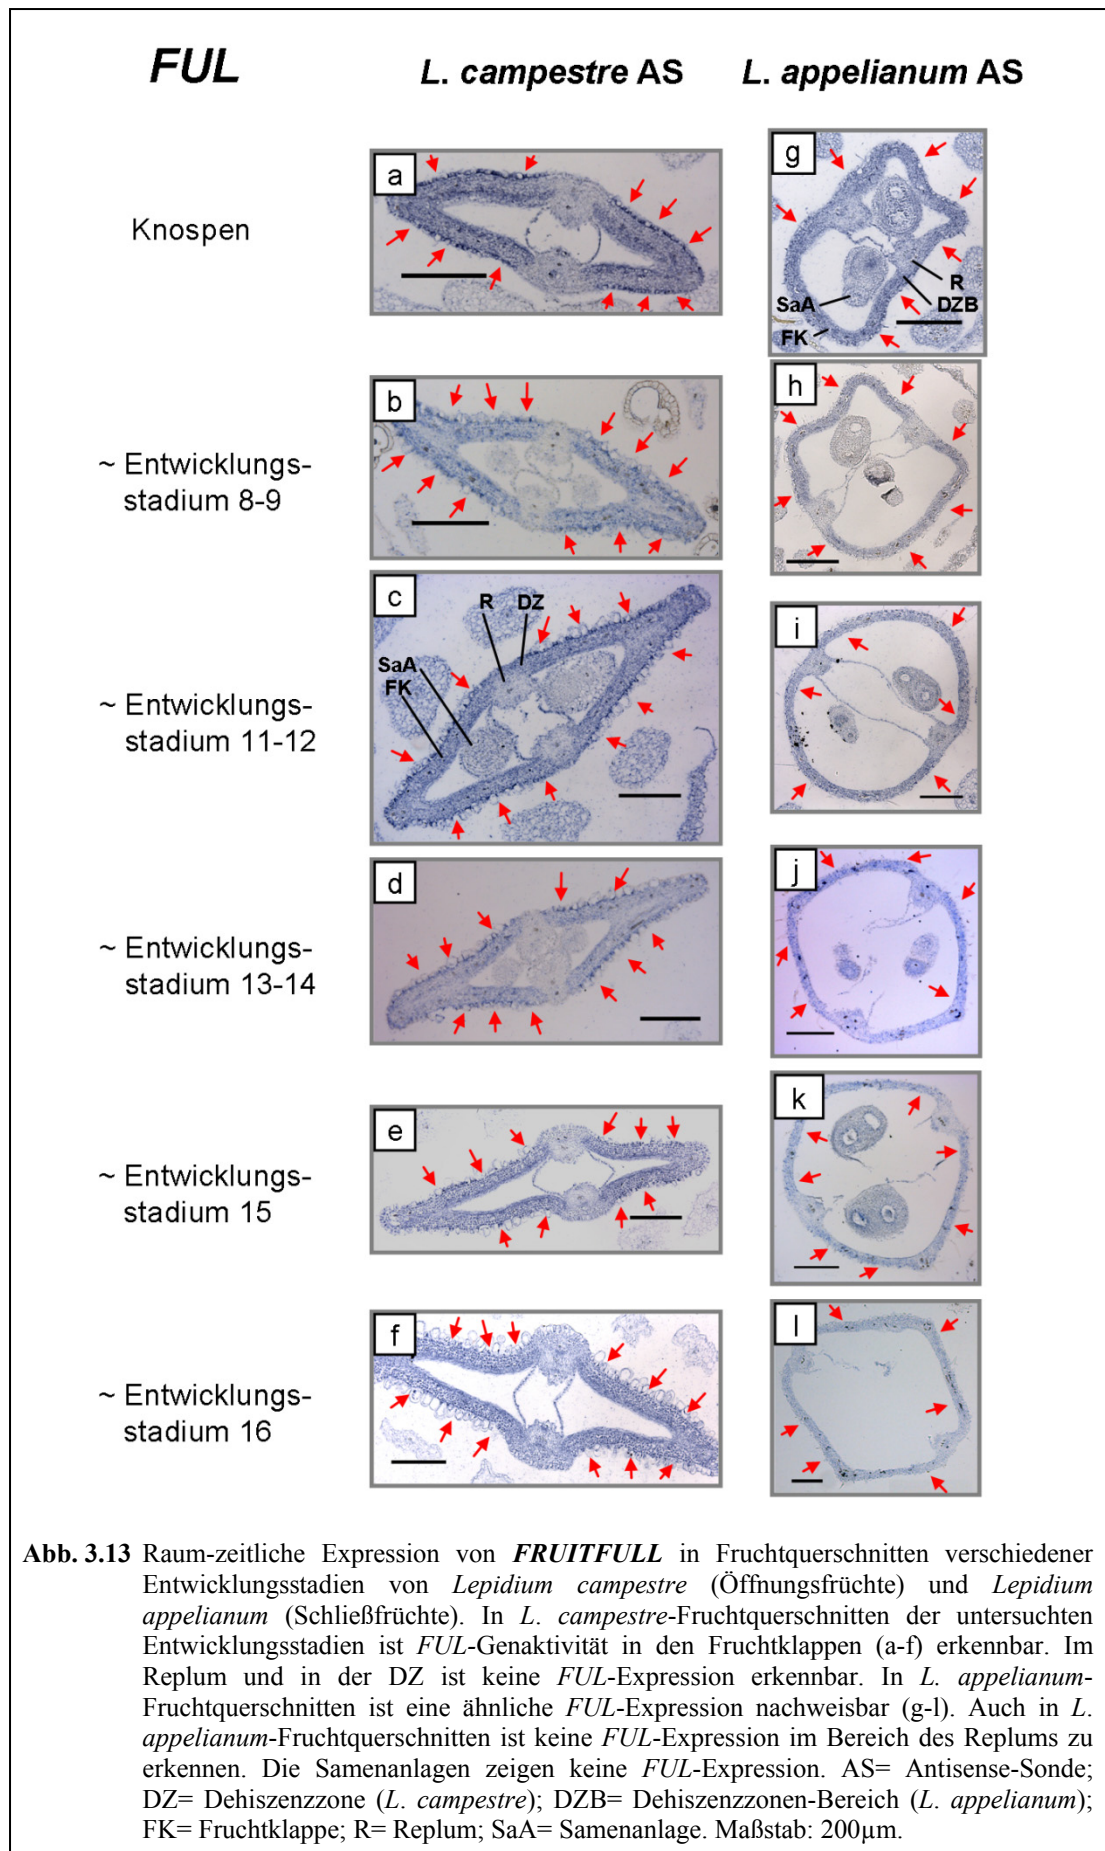 FUL L. campestre AS L. appelianum AS
Knospen
a
g
R
DZB
SaA
FK
~ Entwicklungs-
stadium 8-9
b
h
~ Entwicklungs-
stadium 11-12
c
R DZ
SaA
FK
i
~ Entwicklungs-
stadium 13-14
d
j
~ Entwicklungs-
stadium 15
e
k
~ Entwicklungs-
stadium 16
f
l
Abb. 3.13 Raum-zeitliche Expression von FRUITFULL in Fruchtquerschnitten verschiedener
Entwicklungsstadien von Lepidium campestre (Öffnungsfrüchte) und Lepidium
appelianum (Schließfrüchte). In L. campestre-Fruchtquerschnitten der untersuchten
Entwicklungsstadien ist FUL-Genaktivität in den Fruchtklappen (a-f) erkennbar. Im
Replum und in der DZ ist keine FUL-Expression erkennbar. In L. appelianum-
Fruchtquerschnitten ist eine ähnliche FUL-Expression nachweisbar (g-l). Auch in L.
appelianum-Fruchtquerschnitten ist keine FUL-Expression im Bereich des Replums zu
erkennen. Die Samenanlagen zeigen keine FUL-Expression. AS= Antisense-Sonde;
DZ= Dehiszenzzone (L. campestre); DZB= Dehiszenzzonen-Bereich (L. appelianum);
FK= Fruchtklappe; R= Replum; SaA= Samenanlage. Maßstab: 200µm.